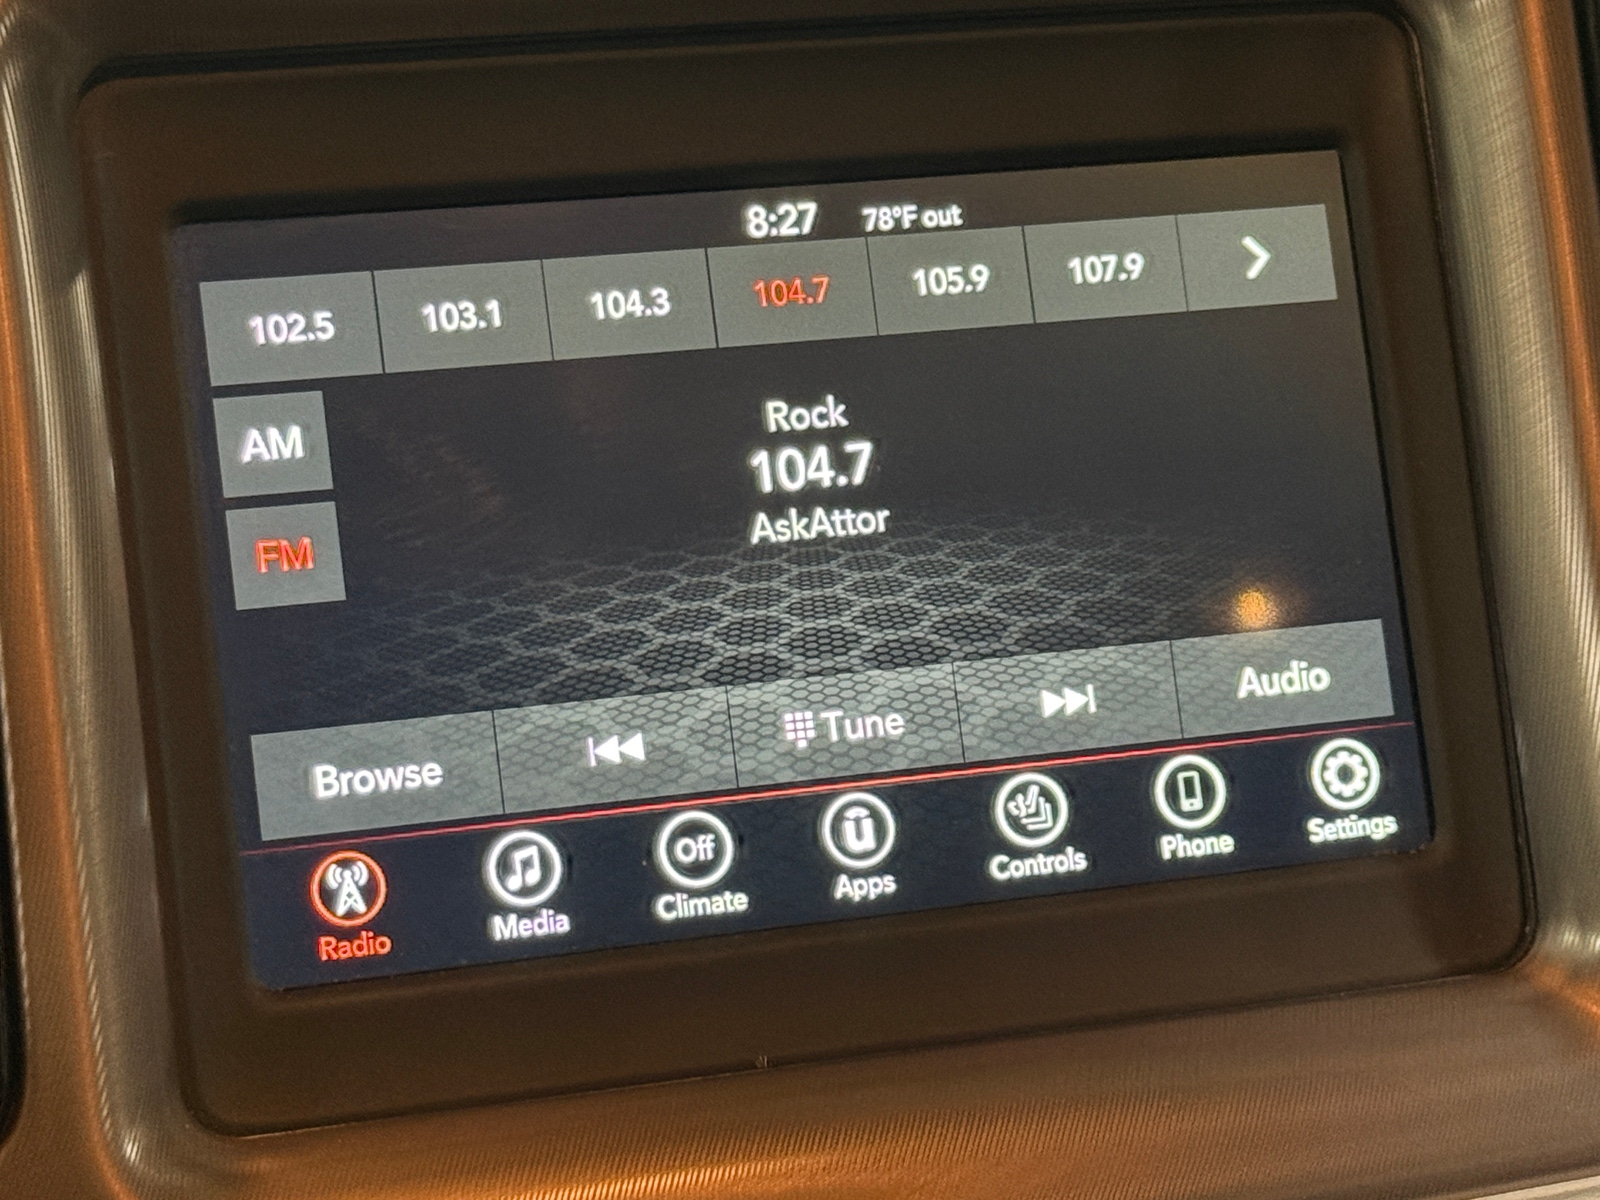 8:27 78°F out
102.5 103.1 104.3 104.7 105.9 107.9
AM
FM
Rock
104.7
AskAttor
Browse Tune Audio
Off
Radio Media Climate Apps Controls Phone Settings